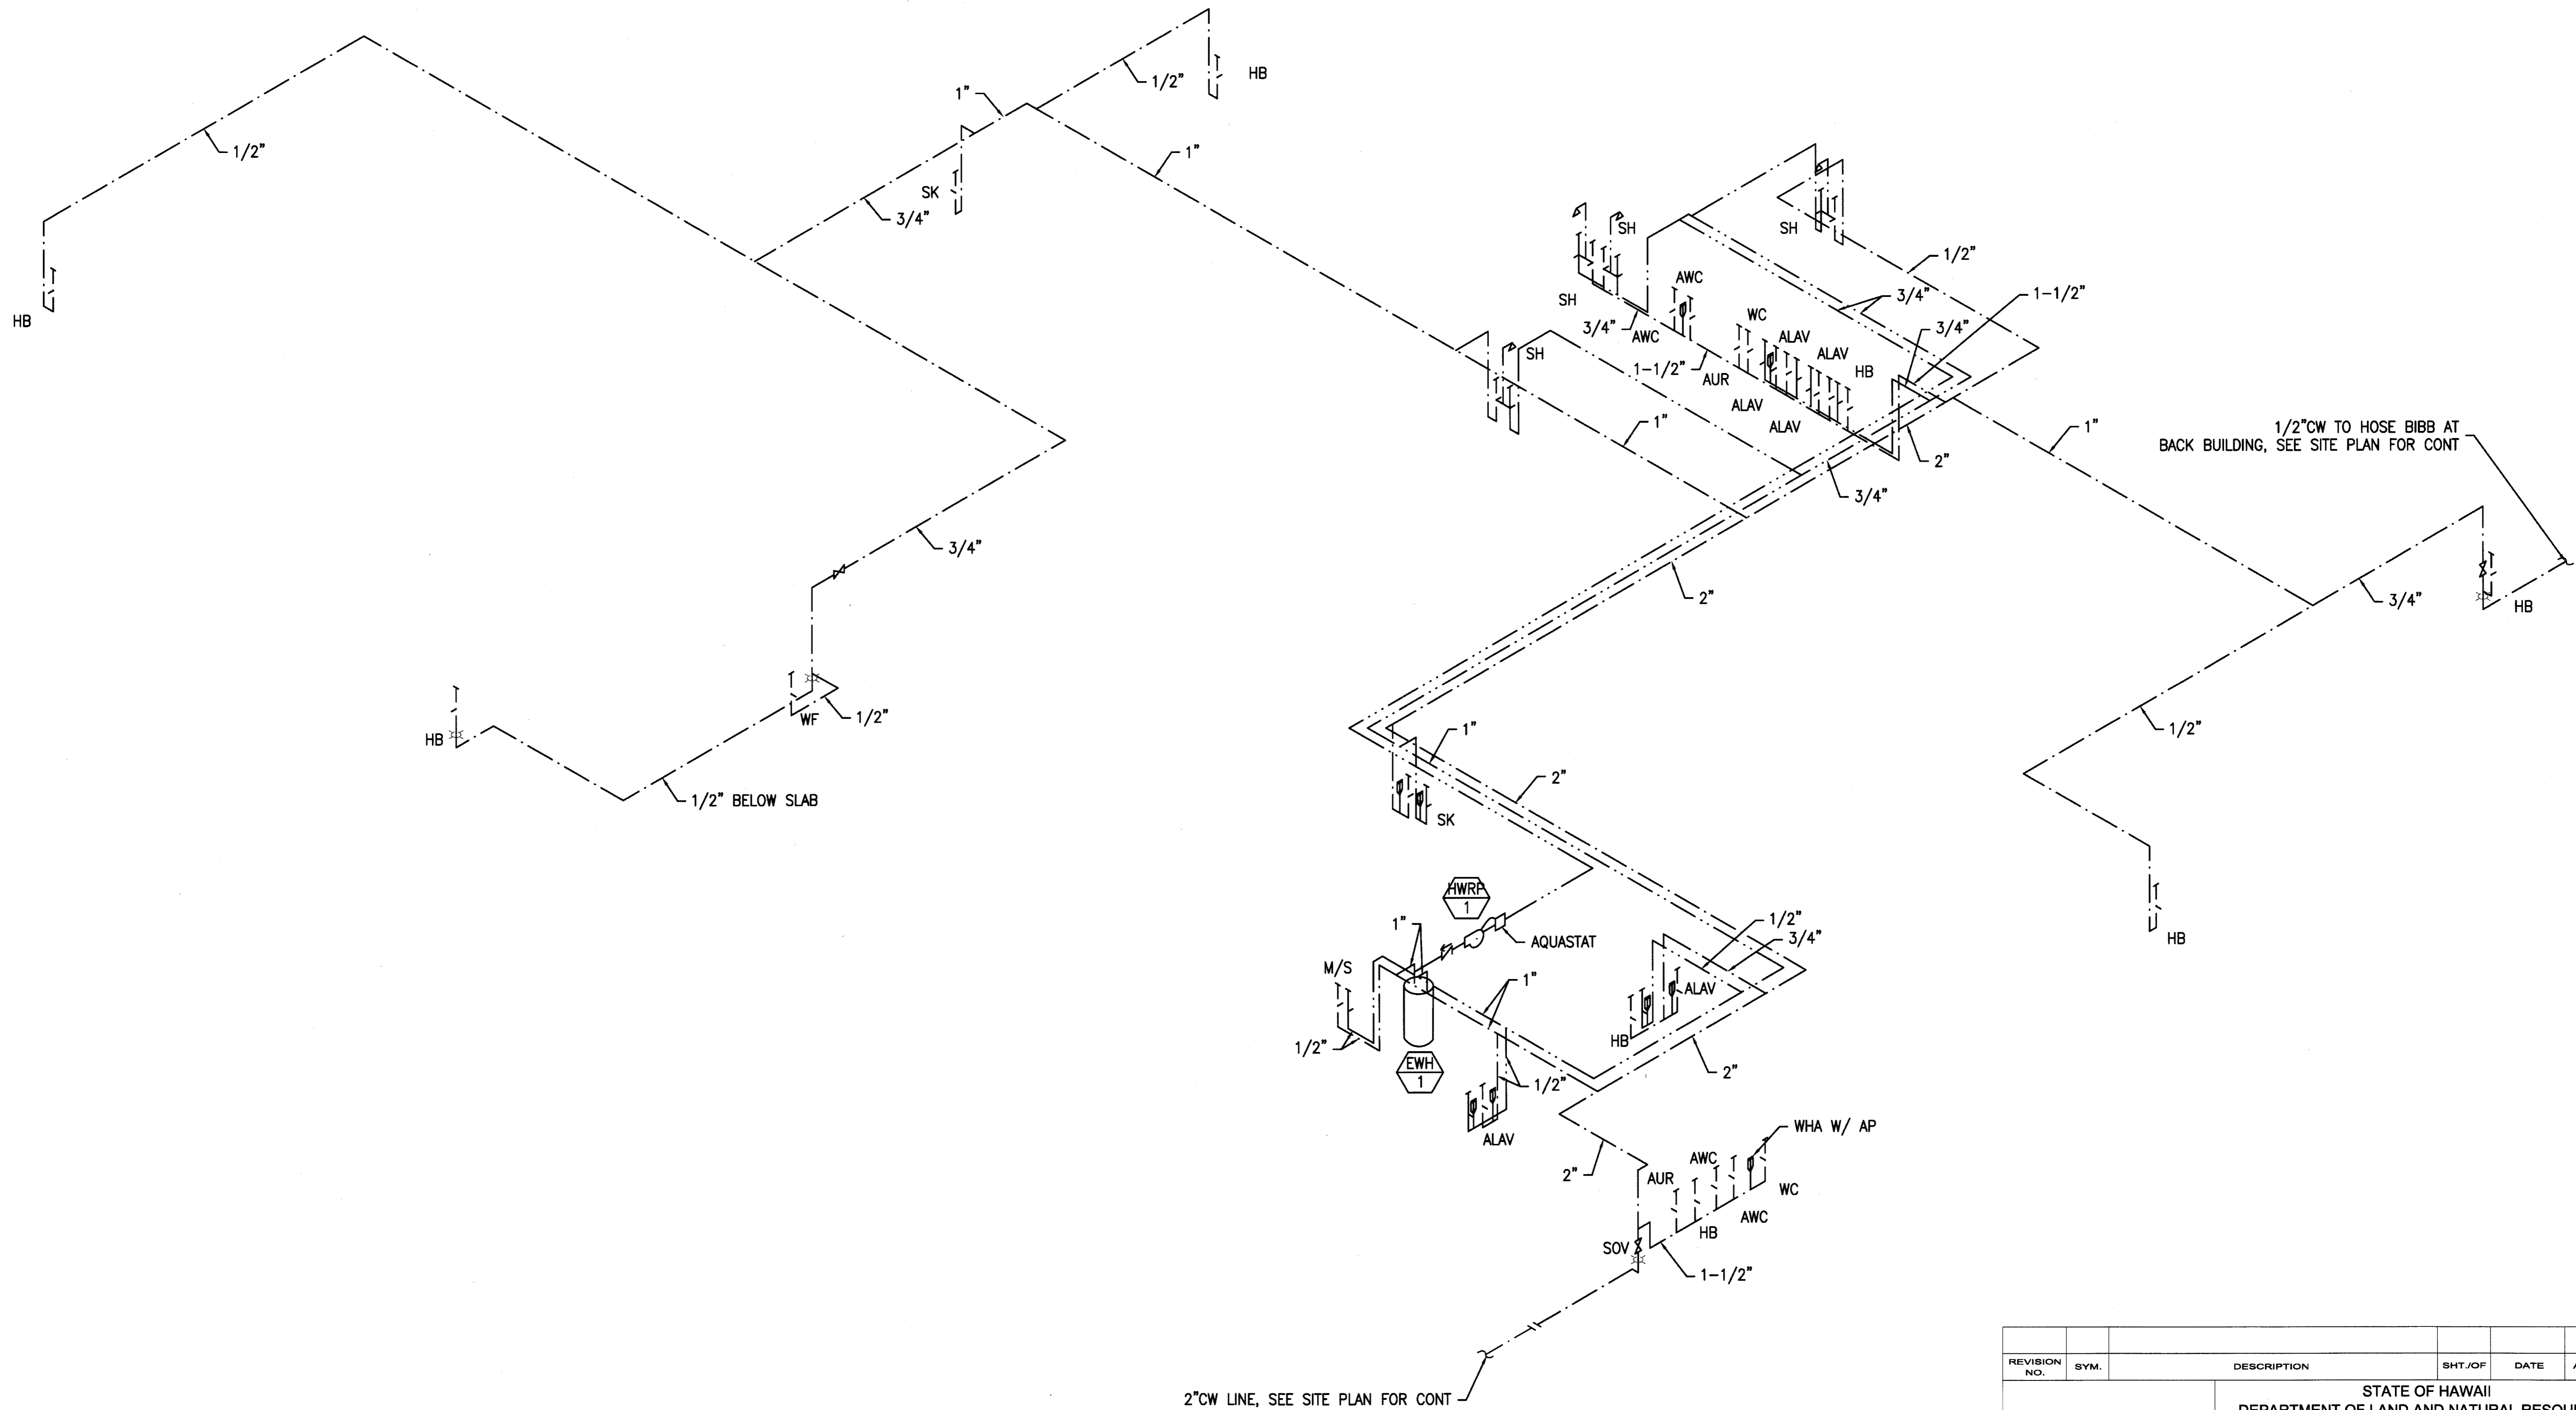 HB
1/2"
1"
1/2"
1"
SK
3/4"
HB
SH
SH
1/2"
AWC
SH
3/4"
1-1/2"
WC
3/4"
AWC
3/4"
ALAV
SH
ALAV
1-1/2"
HB
AUR
ALAV
ALAV
1"
1"
1/2"CW TO HOSE BIBB AT
BACK BUILDING, SEE SITE PLAN FOR CONT
2"
3/4"
3/4"
2"
3/4"
HB
WF
1/2"
HB
1/2"
1"
2"
1/2" BELOW SLAB
SK
HWRP
1
1"
AQUASTAT
1/2"
3/4"
HB
M/S
1"
ALAV
HB
1/2"
EWH
1
2"
1/2"
ALAV
WHA W/ AP
2"
AUR
AWC
WC
AWC
HB
SOV
1-1/2"
2"CW LINE, SEE SITE PLAN FOR CONT
REVISION
NO.
SYM.
DESCRIPTION
SHT./OF
DATE
STATE OF HAWAII
DEPARTMENT OF LAND AND NATURAL